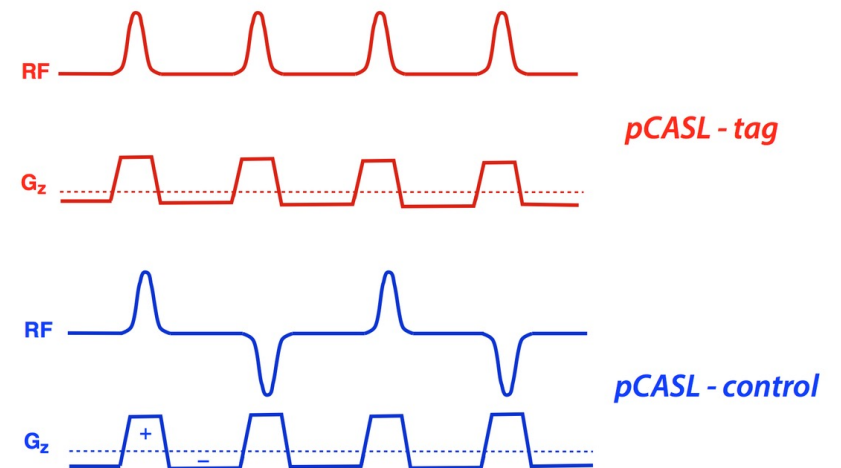 RF
pCASL - tag
Gz
RF
pCASL - control
Gz
+
–